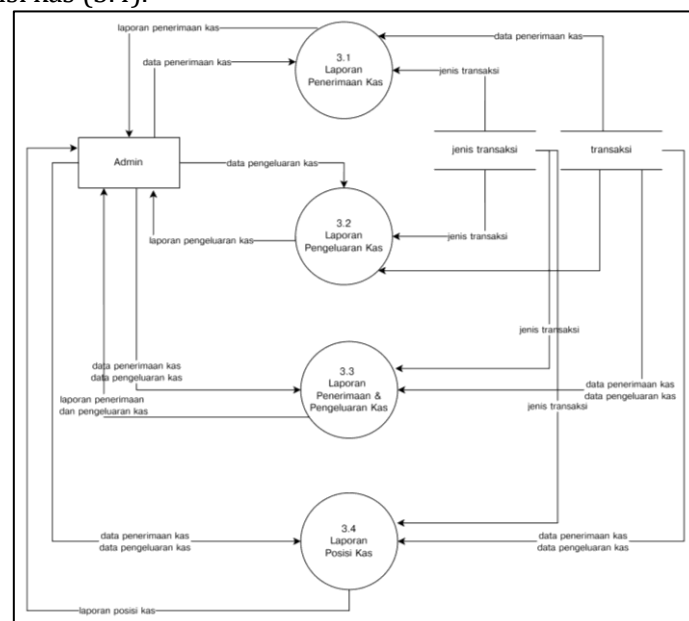 si kas (3.4).
laporan penerimaan kas
3.1
Laporan
Penerimaan Kas
data penerimaan kas
data penerimaan kas
jenis transaksi
Admin
jenis transaksi
transaksi
data pengeluaran kas
3.2
Laporan
Pengeluaran Kas
laporan pengeluaran kas
jenis transaksi
jenis transaksi
3.3
Laporan
Penerimaan &
Pengeluaran Kas
data penerimaan kas
data pengeluaran kas
laporan penerimaan
dan pengeluaran kas
data penerimaan kas
data pengeluaran kas
jenis transaksi
3.4
Laporan
Posisi Kas
data penerimaan kas
data pengeluaran kas
data penerimaan kas
data pengeluaran kas
laporan posisi kas